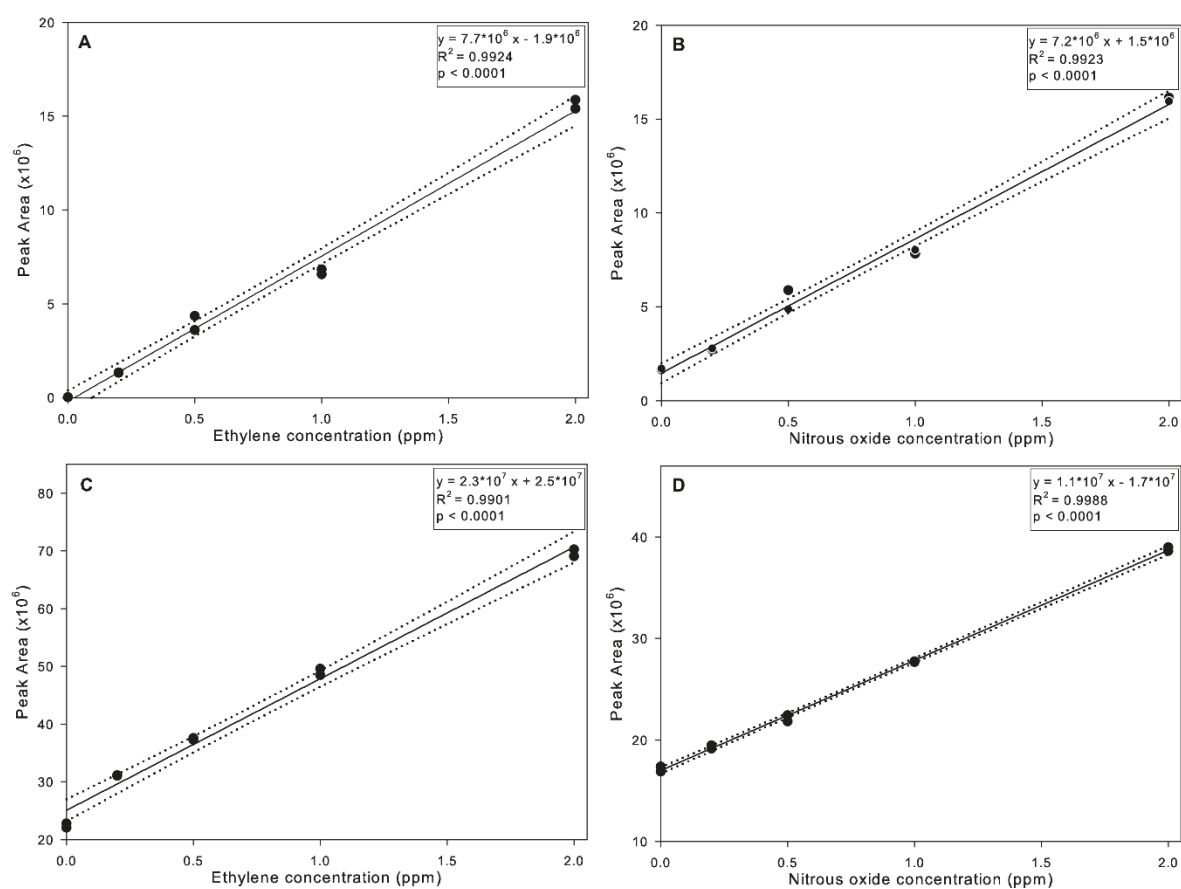 A
y = 7.7*10⁶ x - 1.9*10⁶
R² = 0.9924
p < 0.0001
Peak Area (x10⁶)
20
15
10
5
0
0.0 0.5 1.0 1.5 2.0
Ethylene concentration (ppm)
B
y = 7.2*10⁶ x + 1.5*10⁶
R² = 0.9923
p < 0.0001
Peak Area (x10⁶)
20
15
10
5
0
0.0 0.5 1.0 1.5 2.0
Nitrous oxide concentration (ppm)
C
y = 2.3*10⁷ x + 2.5*10⁷
R² = 0.9901
p < 0.0001
Peak Area (x10⁶)
80
70
60
50
40
30
20
0.0 0.5 1.0 1.5 2.0
Ethylene concentration (ppm)
D
y = 1.1*10⁷ x - 1.7*10⁷
R² = 0.9988
p < 0.0001
Peak Area (x10⁶)
40
30
20
10
0.0 0.5 1.0 1.5 2.0
Nitrous oxide concentration (ppm)